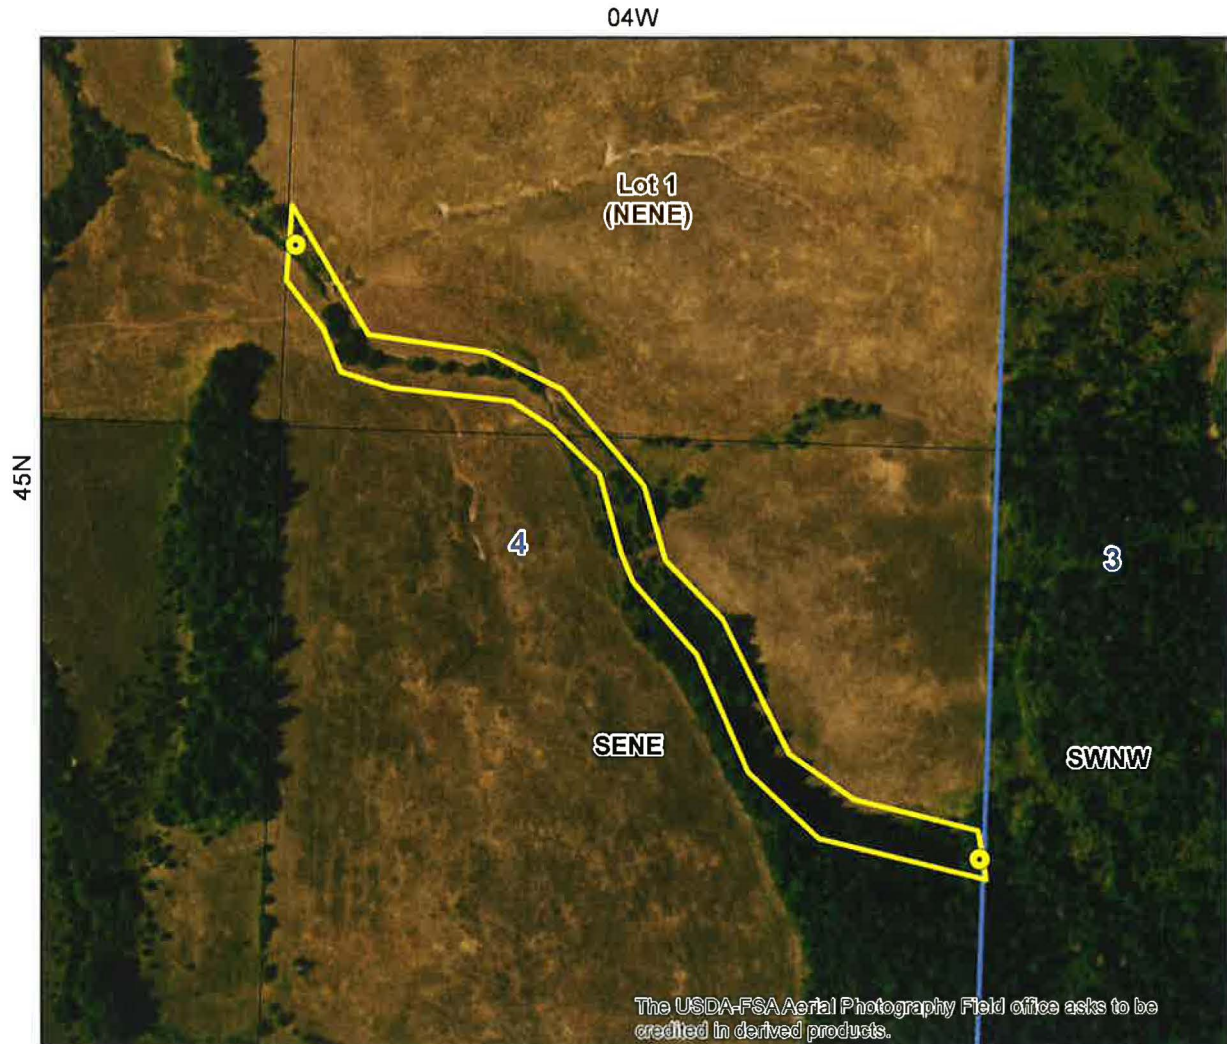 04W
Lot 1
(NENE)
45N
4
3
SENE
SWNW
The USDA-FSA Aerial Photography Field office asks to be
credited in derived products.